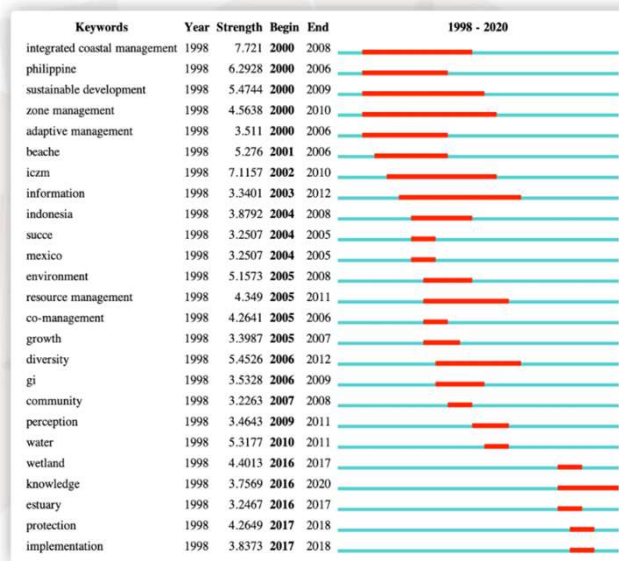 Keywords Year Strength Begin End 1998 - 2020
integrated coastal management 1998 7.721 2000 2008
philippine 1998 6.2928 2000 2006
sustainable development 1998 5.4744 2000 2009
zone management 1998 4.5638 2000 2010
adaptive management 1998 3.511 2000 2006
beache 1998 5.276 2001 2006
iczm 1998 7.1157 2002 2010
information 1998 3.3401 2003 2012
indonesia 1998 3.8792 2004 2008
succe 1998 3.2507 2004 2005
mexico 1998 3.2507 2004 2005
environment 1998 5.1573 2005 2008
resource management 1998 4.349 2005 2011
co-management 1998 4.2641 2005 2006
growth 1998 3.3987 2005 2007
diversity 1998 5.4526 2006 2012
gi 1998 3.5328 2006 2009
community 1998 3.2263 2007 2008
perception 1998 3.4643 2009 2011
water 1998 5.3177 2010 2011
wetland 1998 4.4013 2016 2017
knowledge 1998 3.7569 2016 2020
estuary 1998 3.2467 2016 2017
protection 1998 4.2649 2017 2018
implementation 1998 3.8373 2017 2018